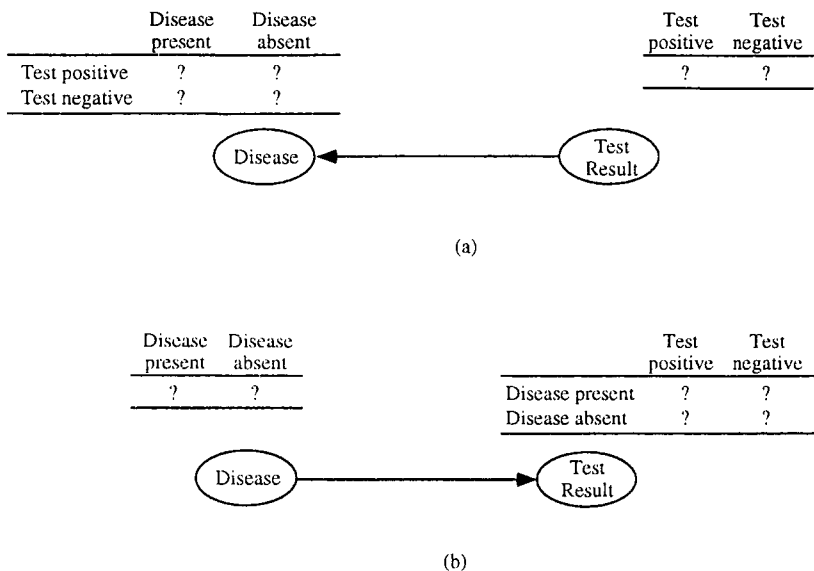 Disease Disease
present absent
Test positive ? ?
Test negative ? ?
Test Test
positive negative
? ?
Disease
Test
Result
(a)
Disease Disease
present absent
? ?
Test Test
positive negative
Disease present ? ?
Disease absent ? ?
Disease
Test
Result
(b)